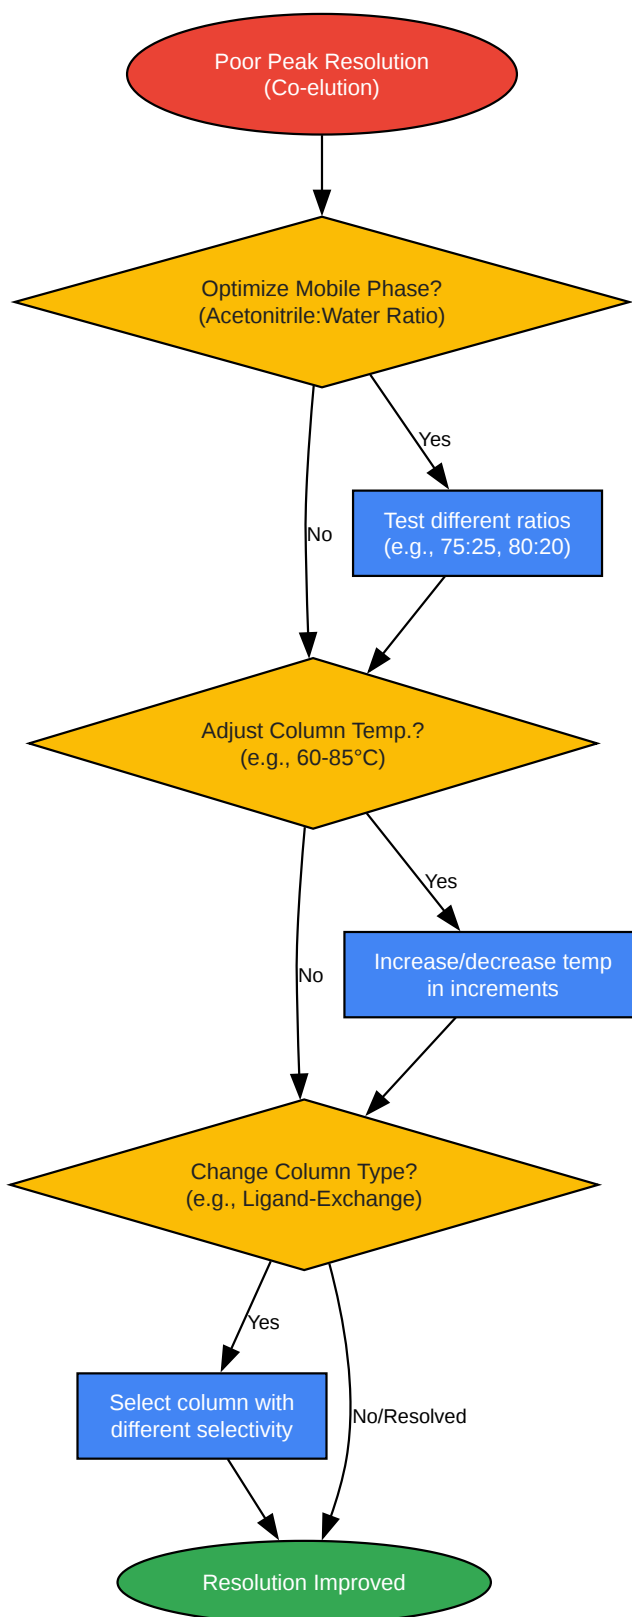 Poor Peak Resolution
(Co-elution)
Optimize Mobile Phase?
(Acetonitrile:Water Ratio)
Yes
Test different ratios
(e.g., 75:25, 80:20)
No
Adjust Column Temp.?
(e.g., 60-85°C)
Yes
Increase/decrease temp
in increments
No
Change Column Type?
(e.g., Ligand-Exchange)
Yes
Select column with
different selectivity
No/Resolved
Resolution Improved